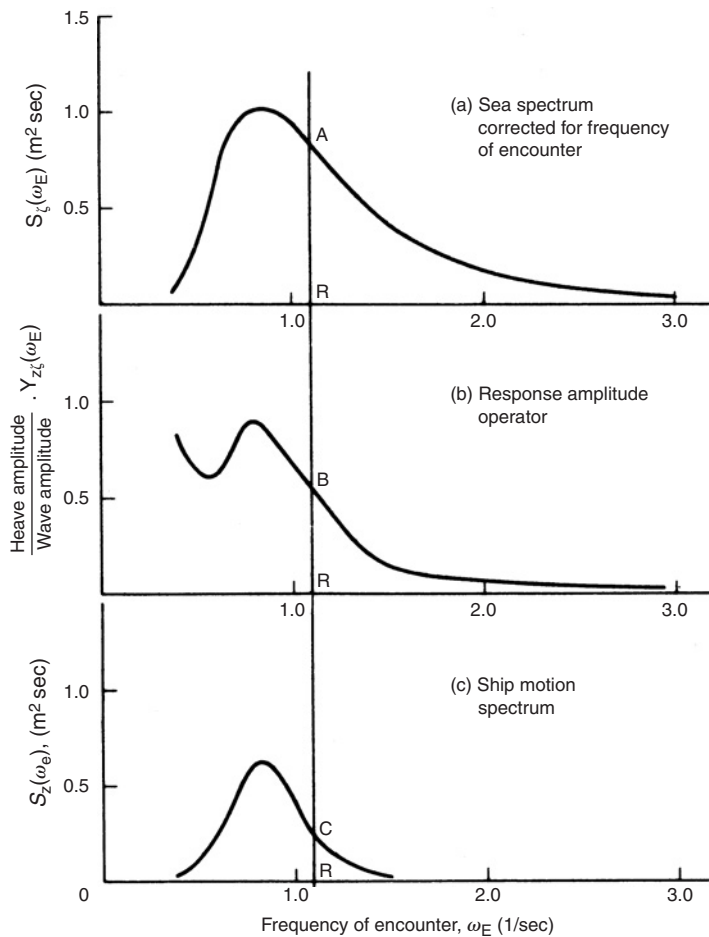 1.5
1.0
0.5
S_ζ(ω_E) (m² sec)
A
R
(a) Sea spectrum
corrected for frequency
of encounter
1.0
2.0
3.0
1.0
0.5
Heave amplitude
Wave amplitude
. Y_zζ(ω_E)
B
R
(b) Response amplitude
operator
1.0
2.0
3.0
1.0
0.5
0
S_z(ω_e), (m² sec)
C
R
(c) Ship motion
spectrum
1.0
2.0
3.0
Frequency of encounter, ω_E (1/sec)